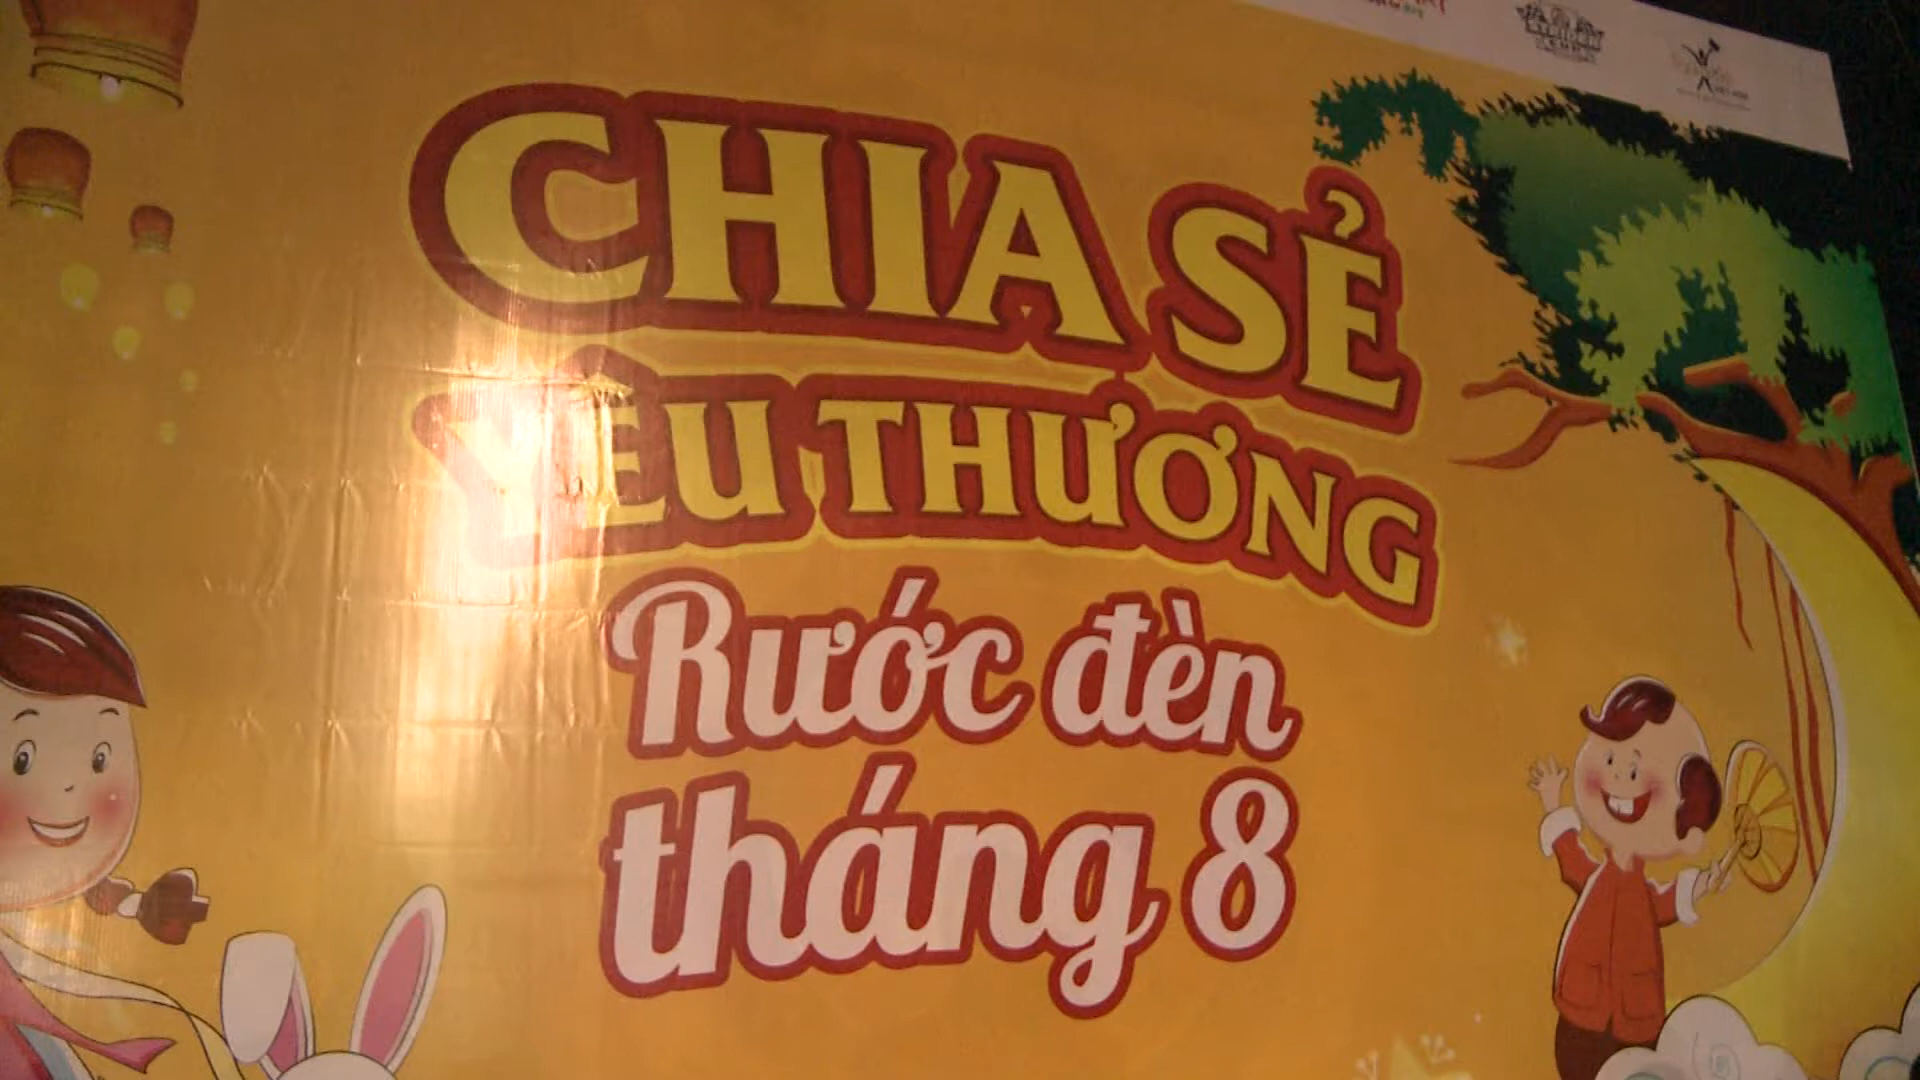 CHIA SẺ
YÊU THƯƠNG
Rước đèn
tháng 8